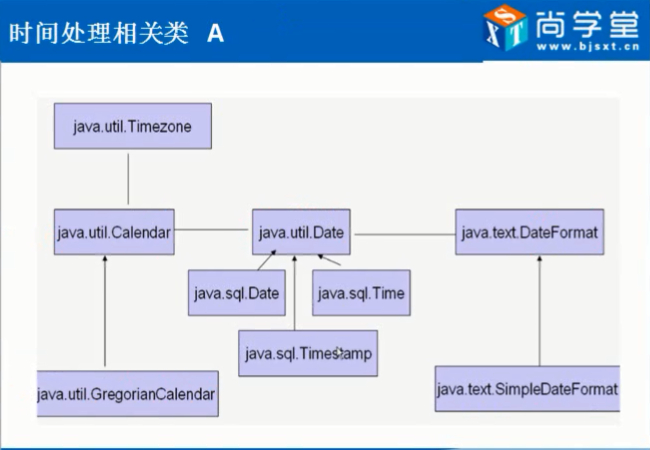 时间处理相关类 A
SXT
尚学堂
www.bjsxt.cn
java.util.Timezone
java.util.Calendar
java.util.Date
java.text.DateFormat
java.sql.Date
java.sql.Time
java.sql.Timestamp
java.util.GregorianCalendar
java.text.SimpleDateFormat